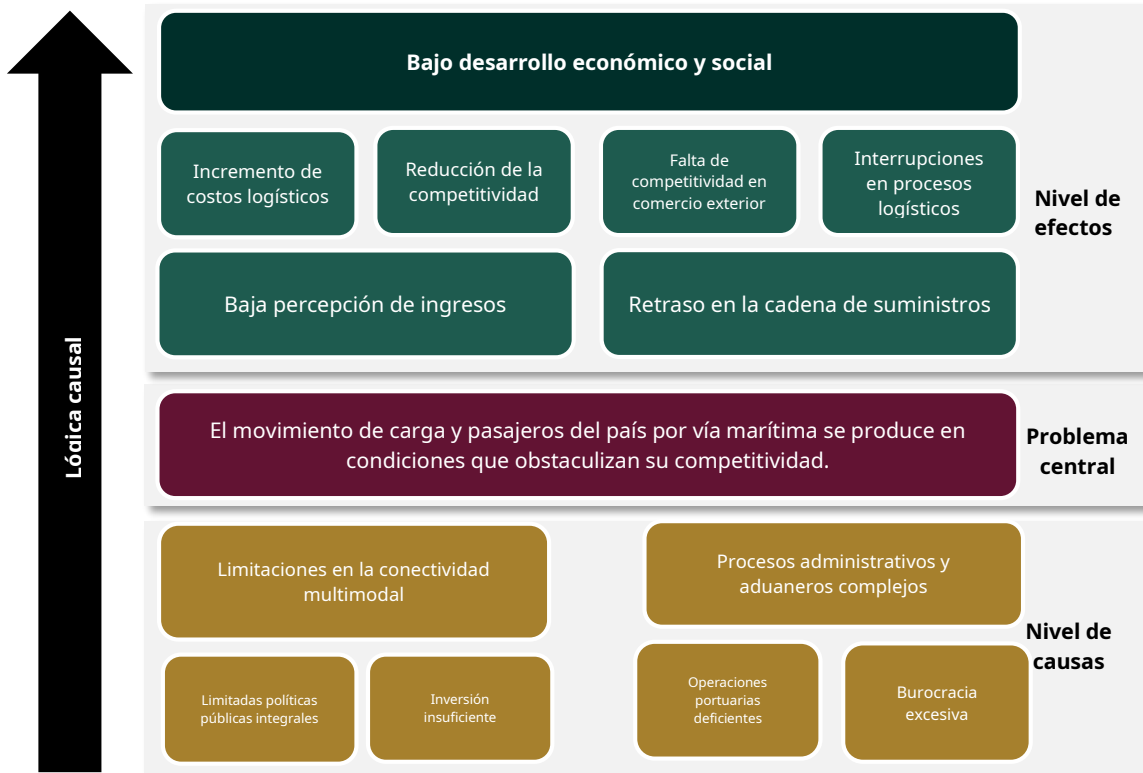 Bajo desarrollo económico y social
Incremento de
costos logísticos
Reducción de la
competitividad
Falta de
competitividad en
comercio exterior
Interrupciones
en procesos
logísticos
Nivel de
efectos
Baja percepción de ingresos
Retraso en la cadena de suministros
Lódica causal
El movimiento de carga y pasajeros del país por vía marítima se produce en
condiciones que obstaculizan su competitividad.
Problema
central
Limitaciones en la conectividad
multimodal
Procesos administrativos y
aduaneros complejos
Nivel de
causas
Limitadas políticas
públicas integrales
Inversión
insuficiente
Operaciones
portuarias
deficientes
Burocracia
excesiva